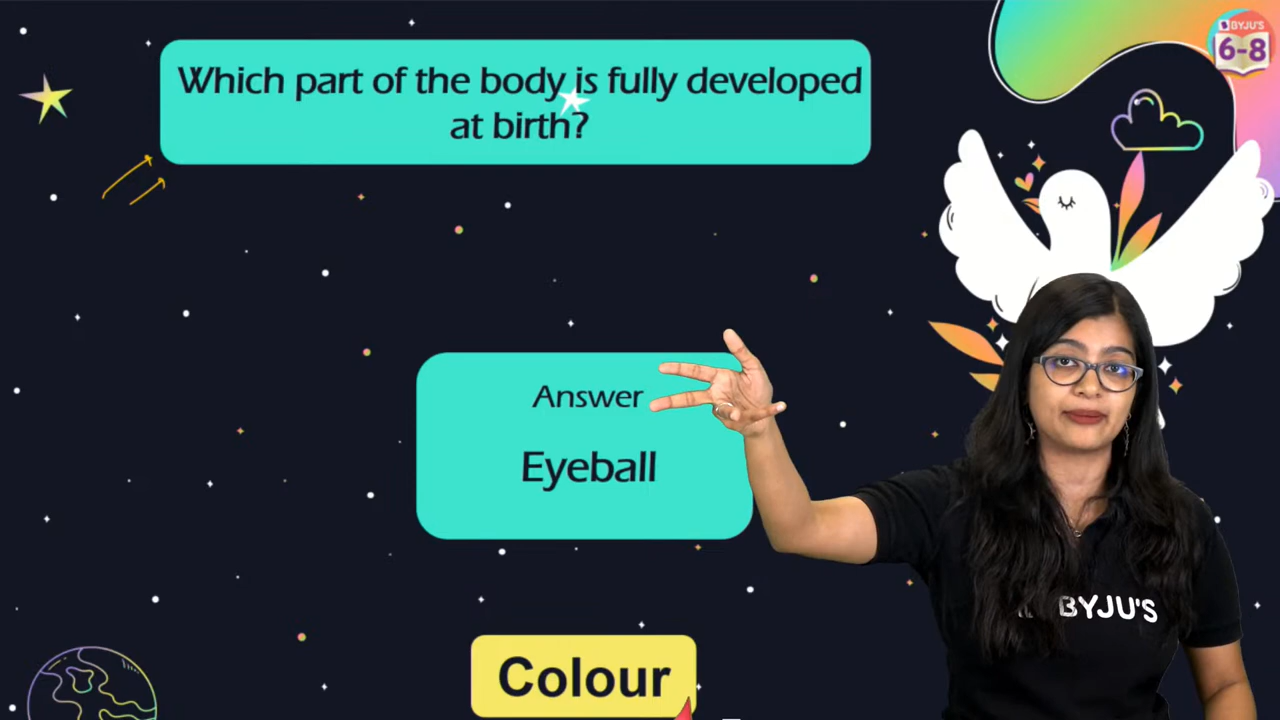 BYJU'S
6-8
Which part of the body is fully developed
at birth?
Answer
Eyeball
BYJU'S
Colour